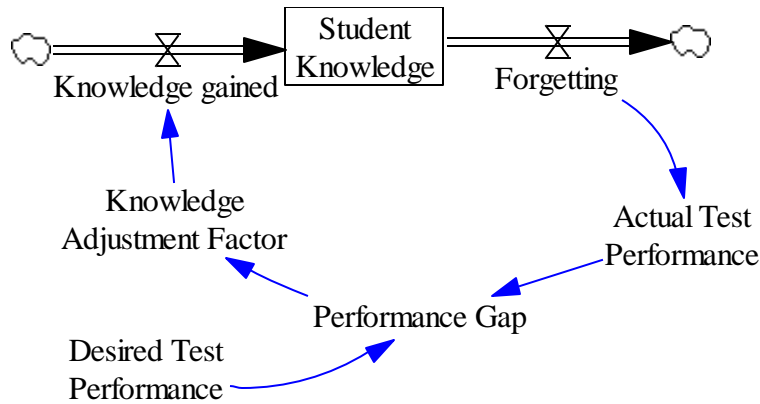 Student
Knowledge
Knowledge gained
Forgetting
Knowledge
Adjustment Factor
Actual Test
Performance
Performance Gap
Desired Test
Performance